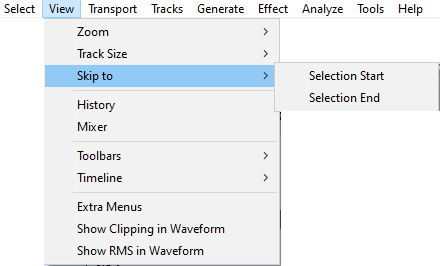 Select View Transport Tracks Generate Effect Analyze Tools Help
Zoom
Track Size
Skip to
Selection Start
Selection End
History
Mixer
Toolbars
Timeline
Extra Menus
Show Clipping in Waveform
Show RMS in Waveform